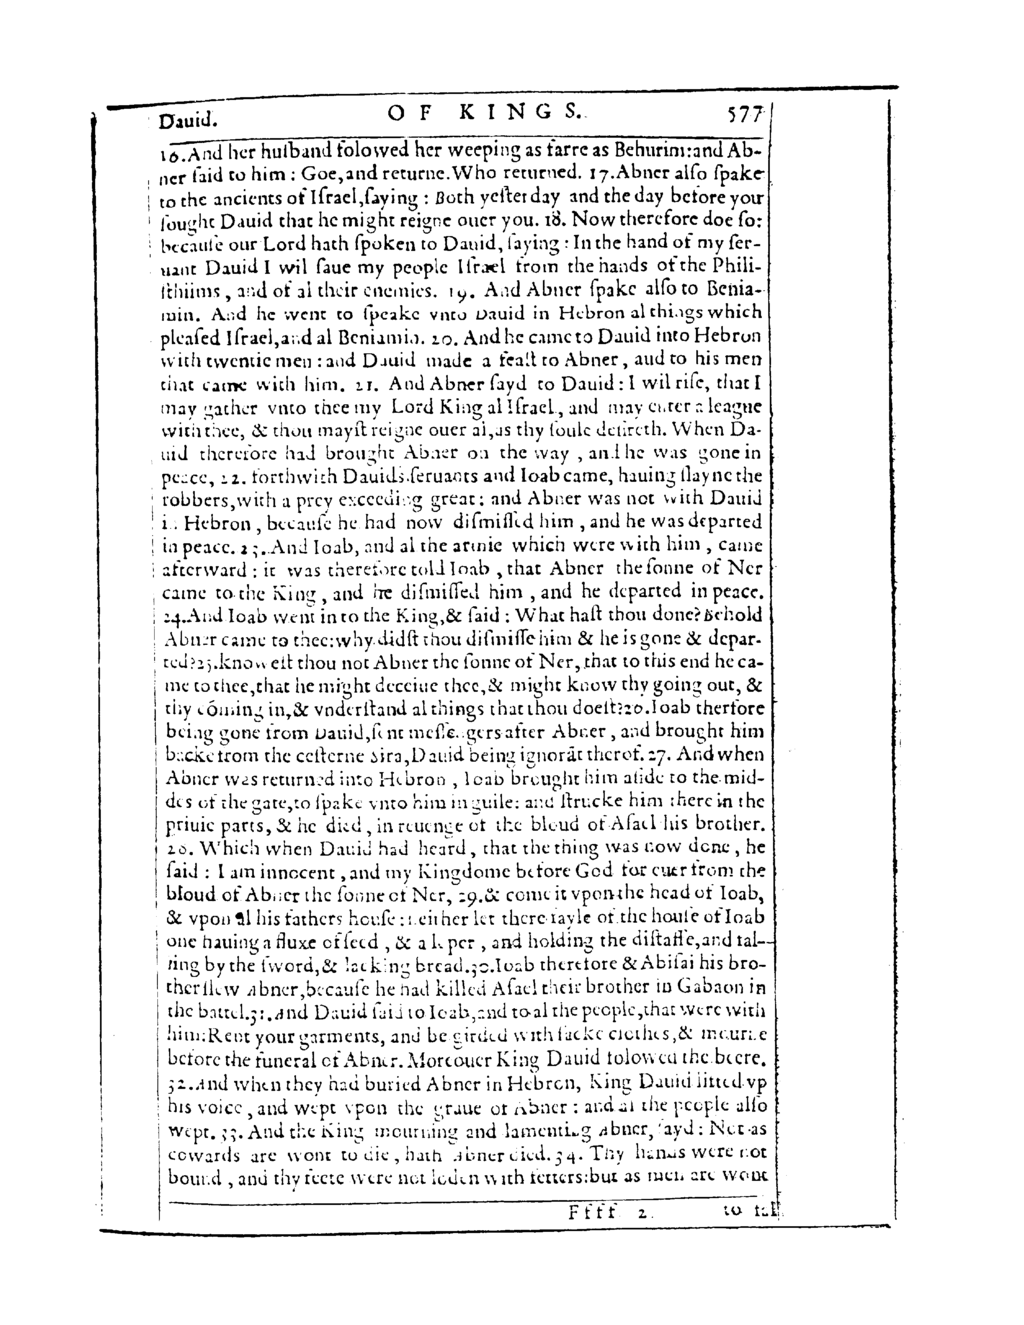 Dauid. OF KINGS. 577
16.And her husband folowed her weeping as farre as Behurim:and Ab-
ner said to him : Goe,and returne.Who returned. 17.Abner also spake
to the ancients of Israel,saying : Both yesterday and the day before your
sought Dauid that he might reigne ouer you. 18. Now therefore doe so:
because our Lord hath spoken to Dauid, saying : In the hand of my ser-
uant Dauid I wil saue my people Israel from the hands of the Phili-
sthiims , and of al their enemies. 19. And Abner spake also to Benia-
min. And he went to speake vnto Dauid in Hebron al things which
pleased Israel,and al Beniamin. 20. And he came to Dauid into Hebron
with twentie men : and Dauid made a feast to Abner , and to his men
that came with him. 21. And Abner sayd to Dauid : I wil rise, that I
may gather vnto thee my Lord King al Israel , and may enter a league
with thee, & thou mayst reigne ouer al,as thy soule desireth. When Da-
uid therefore had brought Abner on the way , and he was gone in
peace, 22. forthwith Dauids seruants and Ioab came, hauing slayne the
robbers,with a prey exceeding great : and Abner was not with Dauid
in Hebron , because he had now dismissed him , and he was departed
in peace. 23. And Ioab, and al the armie which were with him , came
afterward : it was therefore told Ioab , that Abner the sonne of Ner
came to the King , and he dismissed him , and he departed in peace.
24.And Ioab went in to the King,& said : What hast thou done? Behold
Abner came to thee:why didst thou dismisse him & he is gone & depar-
ted?25.knowest thou not Abner the sonne of Ner, that to this end he ca-
me to thee,that he might deceiue thee,& might know thy going out, &
thy cōming in,& vnderstand al things that thou doest?26.Ioab therfore
being gone from Dauid,sent messengers after Abner , and brought him
backe from the cesterne Sira,Dauid being ignorāt therof. 27. And when
Abner was returned into Hebron , Ioab brought him aside to the mid-
des of the gate,to spake vnto him in guile: and strucke him there in the
priuie parts, & he died , in reuenge of the bloud of Asael his brother.
28. Which when Dauid had heard , that the thing was now done , he
said : I am innocent , and my Kingdome before God for euer from the
bloud of Abner the sonne of Ner, 29.& come it vpon the head of Ioab,
& vpon al his fathers house : neither let there fayle of the house of Ioab
one hauing a fluxe of seed , & a leper , and holding the distaffe,and fal-
ling by the sword,& lacking bread.30.Ioab therefore & Abisai his bro-
ther slew Abner,because he had killed Asael their brother in Gabaon in
the battel.31.And Dauid said to Ioab,and to al the people,that were with
him:Rent your garments, and be girded with sacke clothes,& mourne
before the funeral of Abner. Moreouer King Dauid folowed the beere.
32.And when they had buried Abner in Hebron, King Dauid lifted vp
his voice , and wept vpon the graue of Abner : and al the people also
wept. 33. And the King mourning and lamenting Abner, sayd : Not as
cowards are wont to die , hath Abner died. 34. Thy hands were not
bound , and thy feete were not loden with fetters:but as men are wont
Ffff 2. to fal